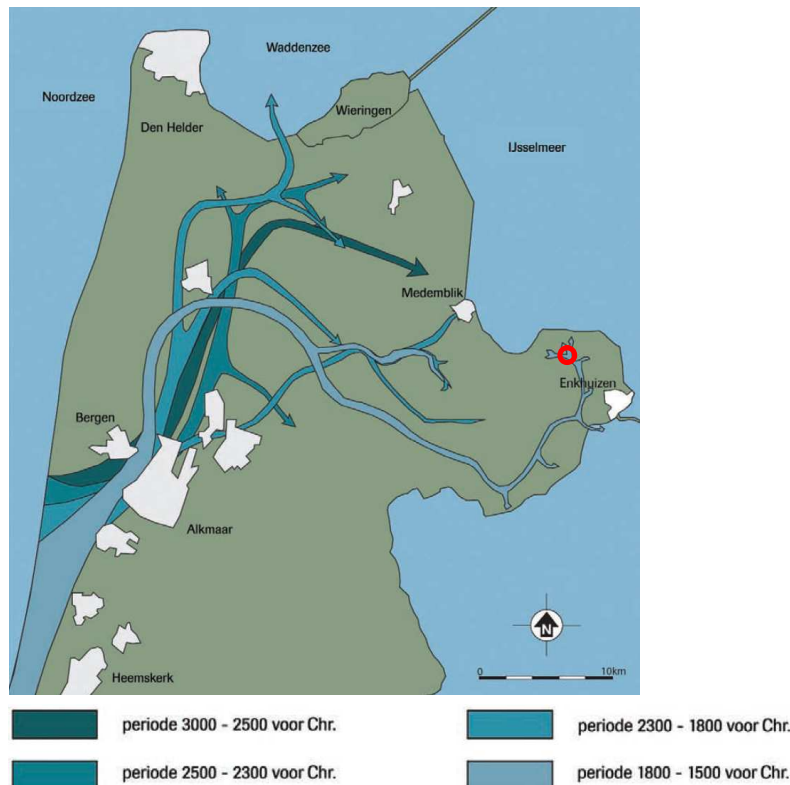 Waddenzee
Noordzee
Wieringen
Den Helder
IJsselmeer
Medemblik
Enkhuizen
Bergen
Alkmaar
N
Heemskerk
0 10km
periode 3000 - 2500 voor Chr.
periode 2300 - 1800 voor Chr.
periode 2500 - 2300 voor Chr.
periode 1800 - 1500 voor Chr.